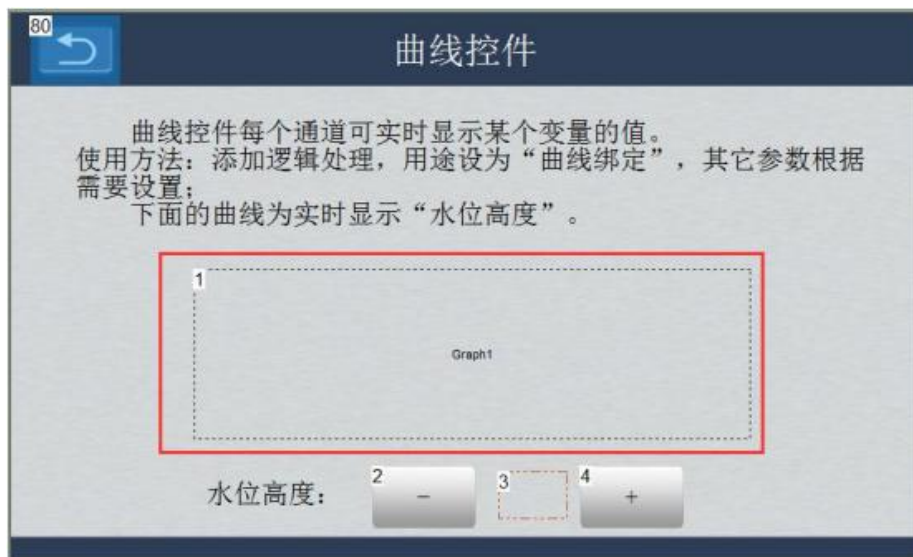 80
曲线控件
曲线控件每个通道可实时显示某个变量的值。
使用方法：添加逻辑处理，用途设为“曲线绑定”，其它参数根据
需要设置；
下面的曲线为实时显示“水位高度”。
1
Graph1
水位高度：
2
-
3
4
+